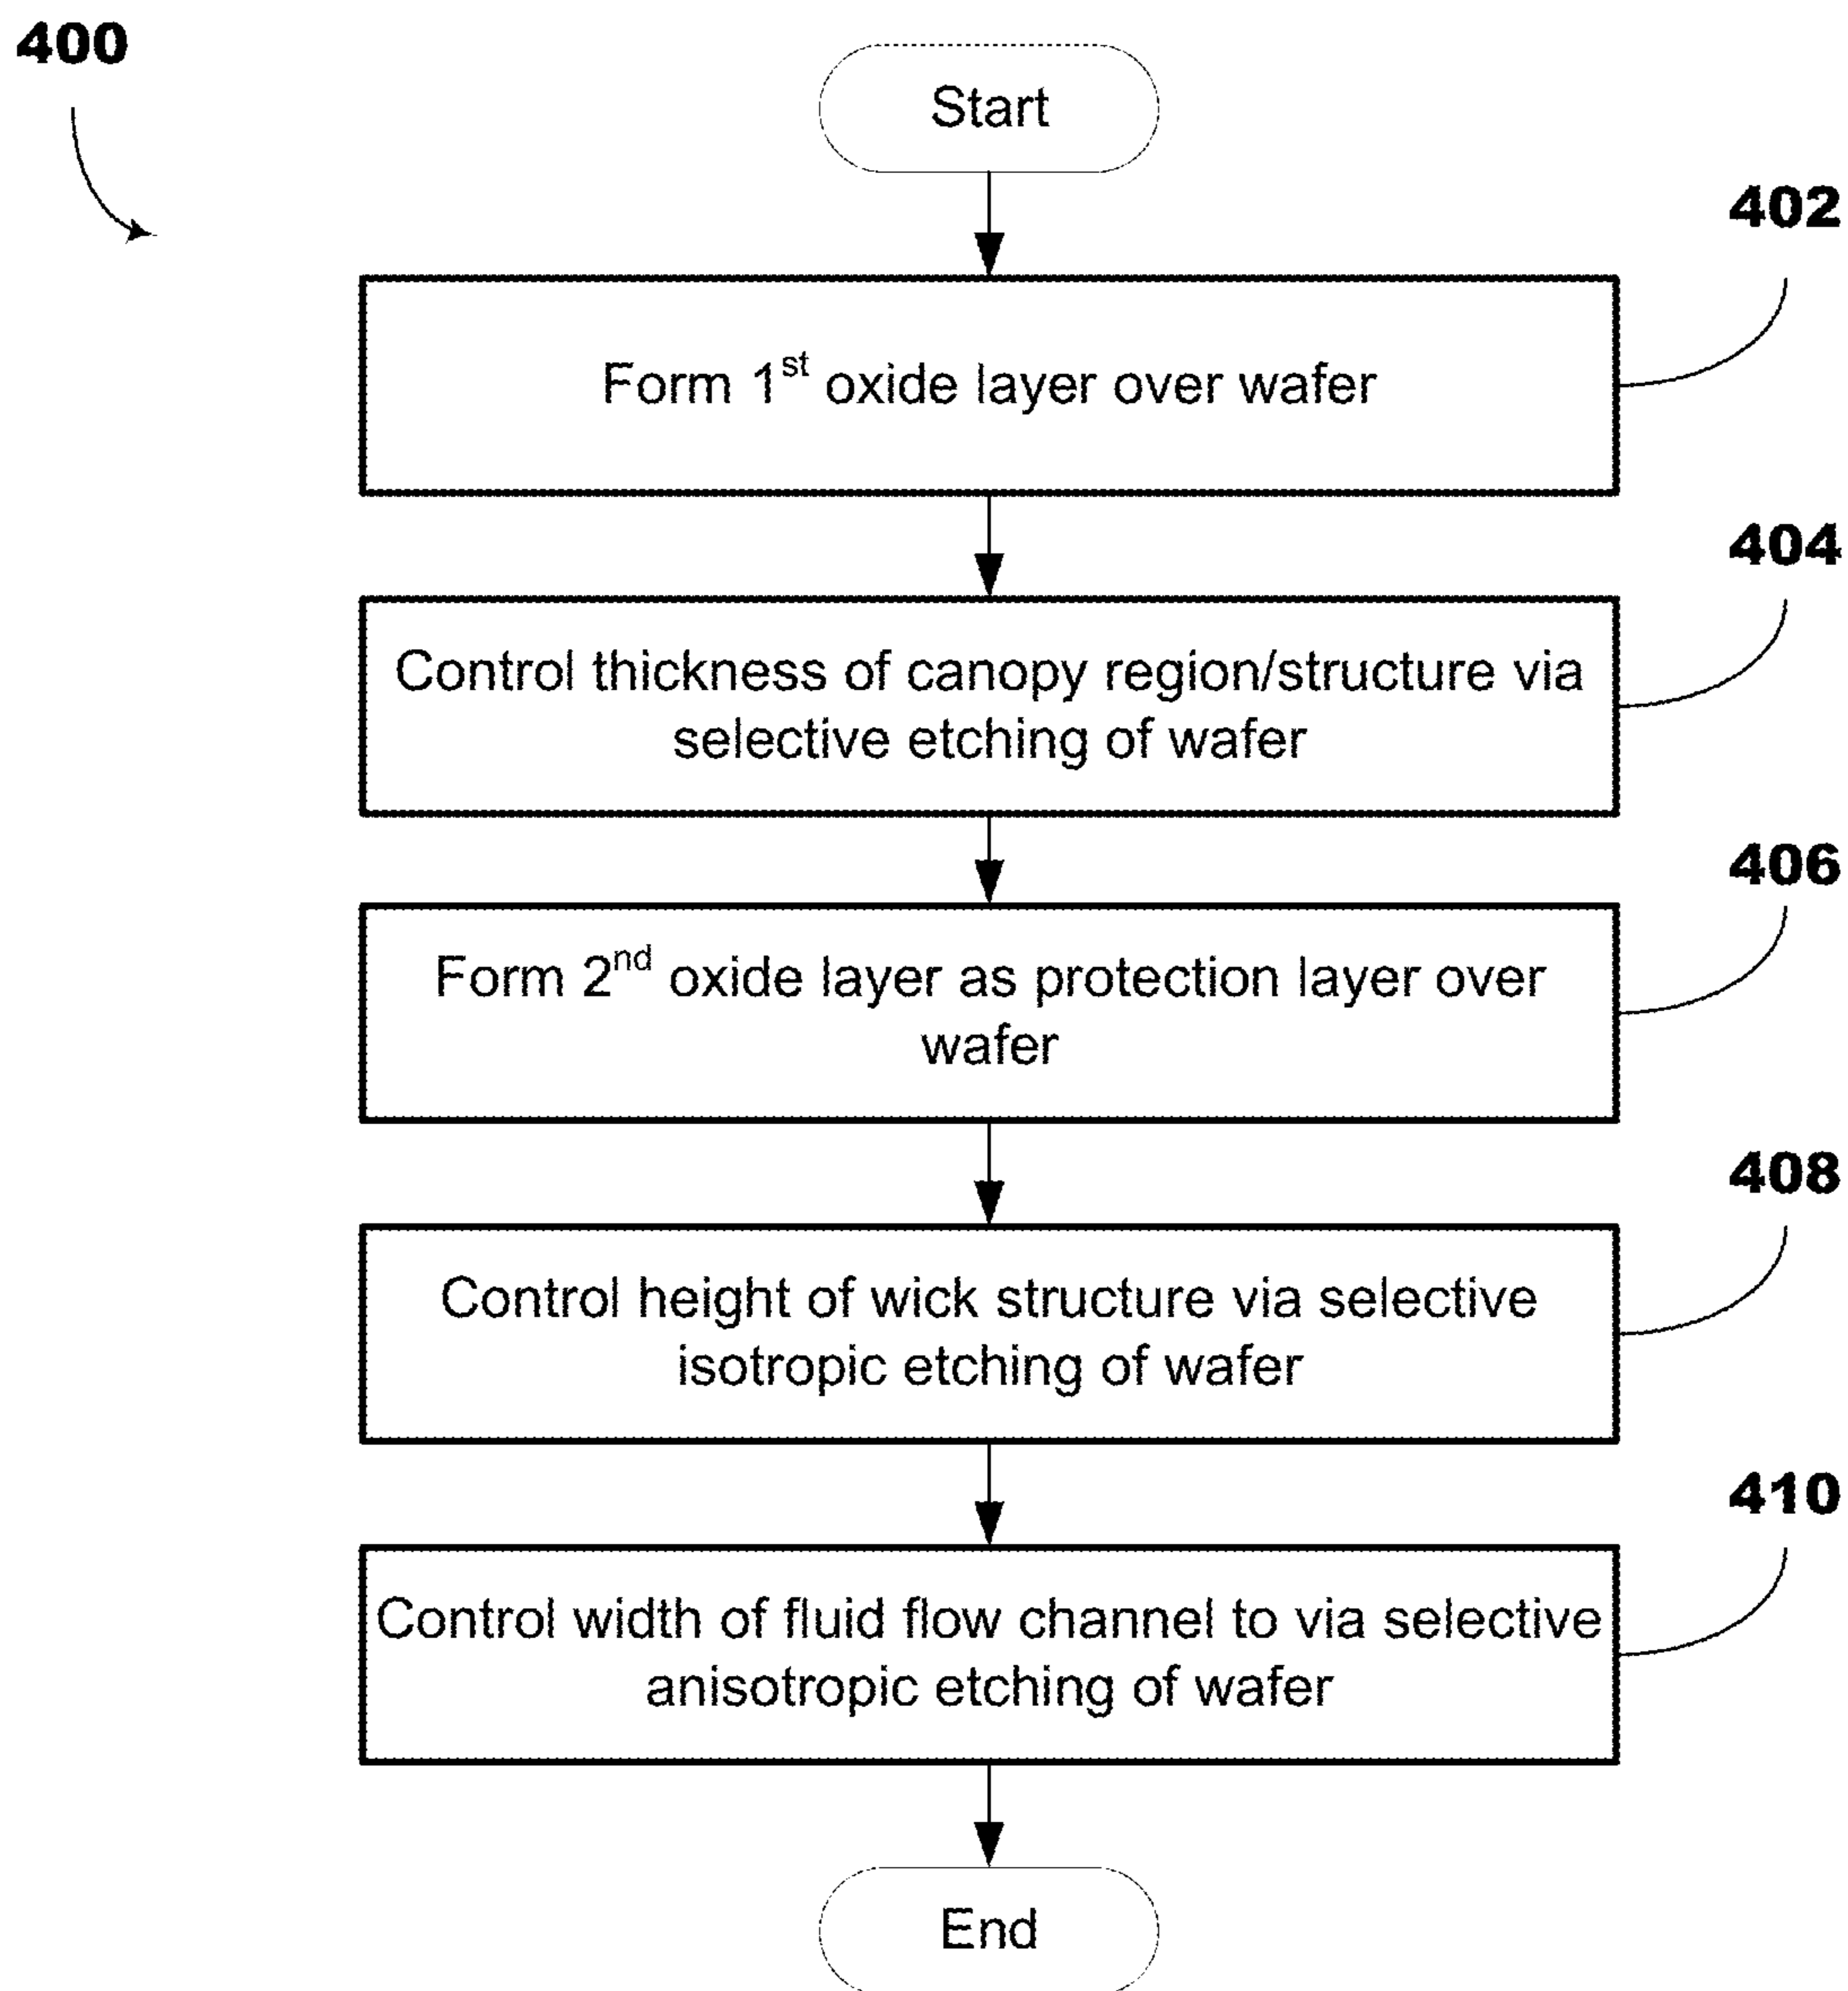 400
Start
402
Form 1st oxide layer over wafer
404
Control thickness of canopy region/structure via
selective etching of wafer
406
Form 2nd oxide layer as protection layer over
wafer
408
Control height of wick structure via selective
isotropic etching of wafer
410
Control width of fluid flow channel to via selective
anisotropic etching of wafer
End